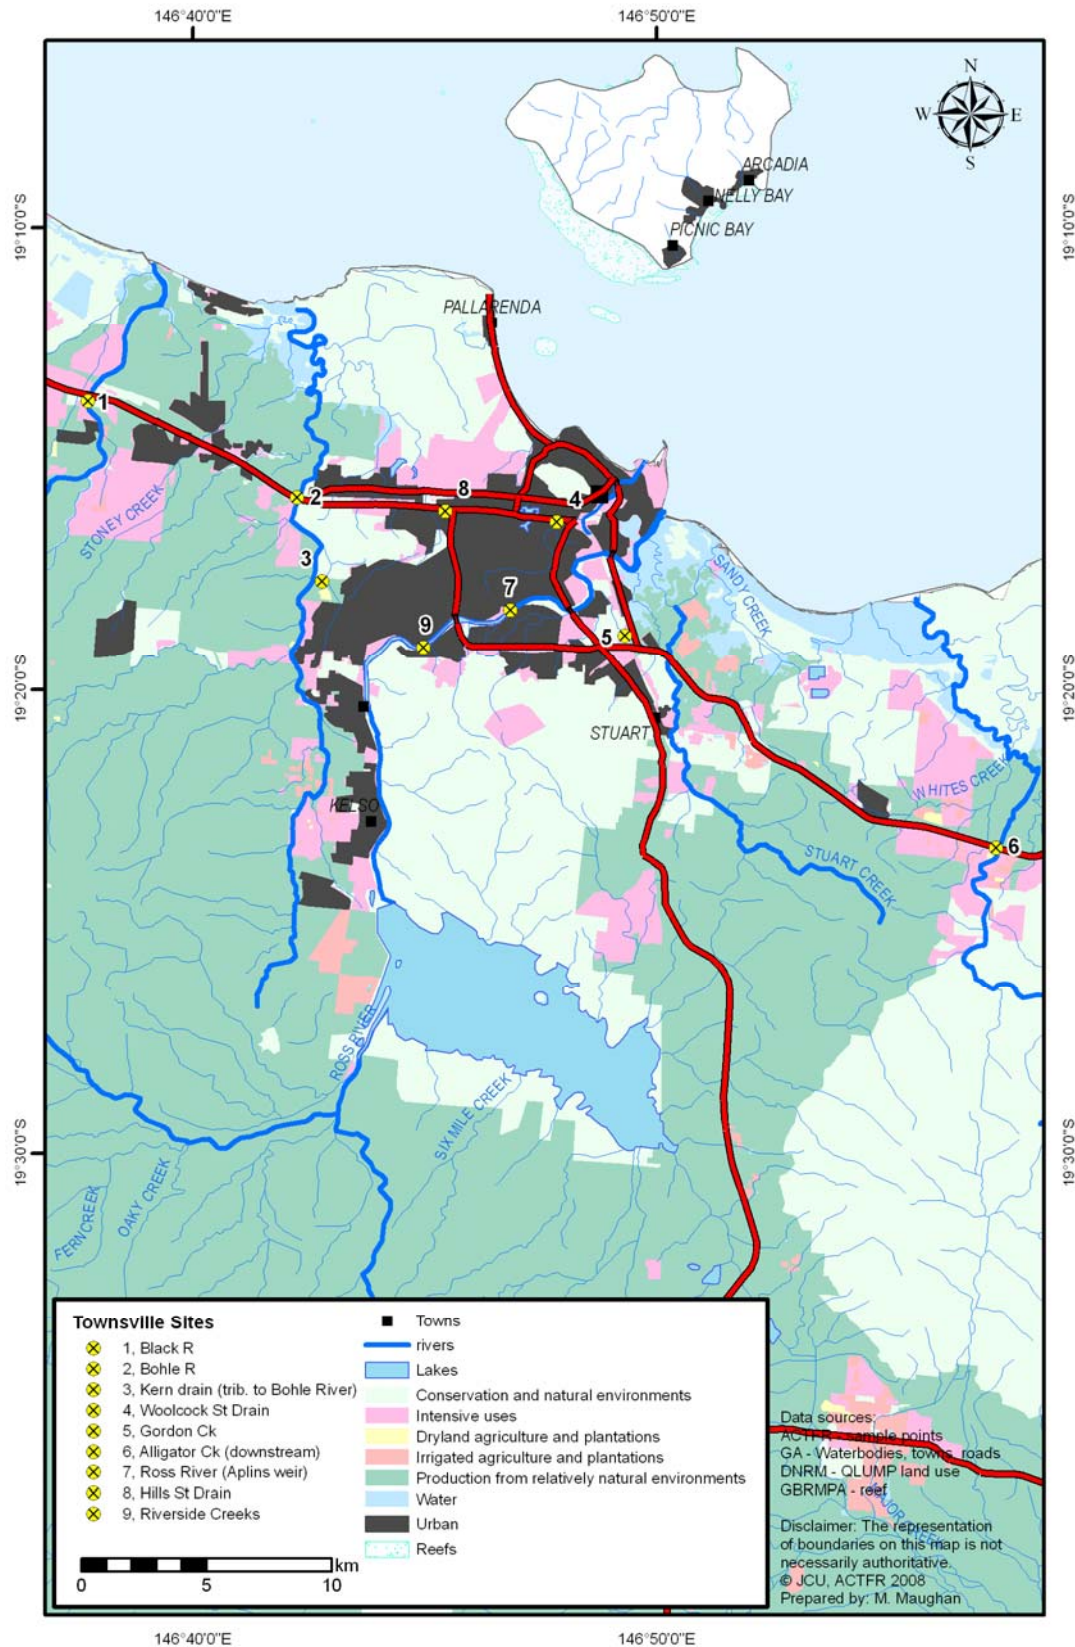 146°40'0"E
146°50'0"E
N
W
E
S
ARCADIA
NELLY BAY
PICNIC BAY
19°10'0"S
19°10'0"S
PALLARENDA
1
2
8
4
STONEY CREEK
3
SANDY CREEK
7
9
5
19°20'0"S
19°20'0"S
STUART
WHITES CREEK
KELSO
6
STUART CREEK
ROSS RIVER
SIX MILE CREEK
19°30'0"S
19°30'0"S
OAKY CREEK
FERN CREEK
Townsville Sites
1, Black R
2, Bohle R
3, Kern drain (trib. to Bohle River)
4, Woolcock St Drain
5, Gordon Ck
6, Alligator Ck (downstream)
7, Ross River (Aplins weir)
8, Hills St Drain
9, Riverside Creeks
km
0 5 10
Towns
rivers
Lakes
Conservation and natural environments
Intensive uses
Dryland agriculture and plantations
Irrigated agriculture and plantations
Production from relatively natural environments
Water
Urban
Reefs
Data sources:
ACTFR - sample points
GA - Waterbodies, towns, roads
DNRM - QLUMP land use
GBRMPA - reef
MAJOR CREEK
Disclaimer: The representation
of boundaries on this map is not
necessarily authoritative.
© JCU, ACTFR 2008
Prepared by: M. Maughan
146°40'0"E
146°50'0"E